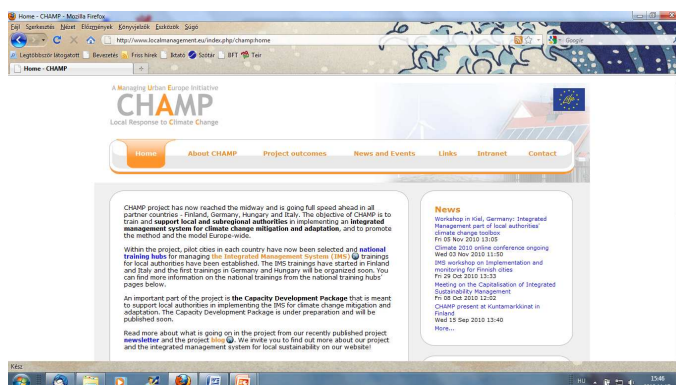 Home - CHAMP - Mozilla Firefox
Fájl Szerkesztés Nézet Előzmények Könyvjelzők Eszközök Súgó
http://www.localmanagement.eu/index.php/champ:home
Google
Legtöbbször látogatott Bevezetés Friss hírek Iktató Szótár BFT Teir
Home - CHAMP
A Managing Urban Europe Initiative
CHAMP
Local Response to Climate Change
Home About CHAMP Project outcomes News and Events Links Intranet Contact
CHAMP project has now reached the midway and is going full speed ahead in all
partner countries - Finland, Germany, Hungary and Italy. The objective of CHAMP is to
train and support local and subregional authorities in implementing an integrated
management system for climate change mitigation and adaptation, and to promote
the method and the model Europe-wide.
Within the project, pilot cities in each country have now been selected and national
training hubs for managing the Integrated Management System (IMS) trainings
for local authorities have been established. The IMS trainings have started in Finland
and Italy and the first trainings in Germany and Hungary will be organized soon. You
can find more information on the national trainings from the national training hubs'
pages below.
An important part of the project is the Capacity Development Package that is meant
to support local authorities in implementing the IMS for climate change mitigation and
adaptation. The Capacity Development Package is under preparation and will be
published soon.
Read more about what is going on in the project from our recently published project
newsletter and the project blog. We invite you to find out more about our project
and the integrated management system for local sustainability on our website!
News
Workshop in Kiel, Germany: Integrated
Management part of local authorities'
climate change toolbox
Fri 05 Nov 2010 13:05
Climate 2010 online conference ongoing
Wed 03 Nov 2010 11:50
IMS workshop on Implementation and
monitoring for Finnish cities
Fri 29 Oct 2010 13:33
Meeting on the Capitalisation of Integrated
Sustainability Management
Fri 08 Oct 2010 12:02
CHAMP present at Kuntamarkkinat in
Finland
Wed 15 Sep 2010 13:40
More...
Kész
HU
15:46